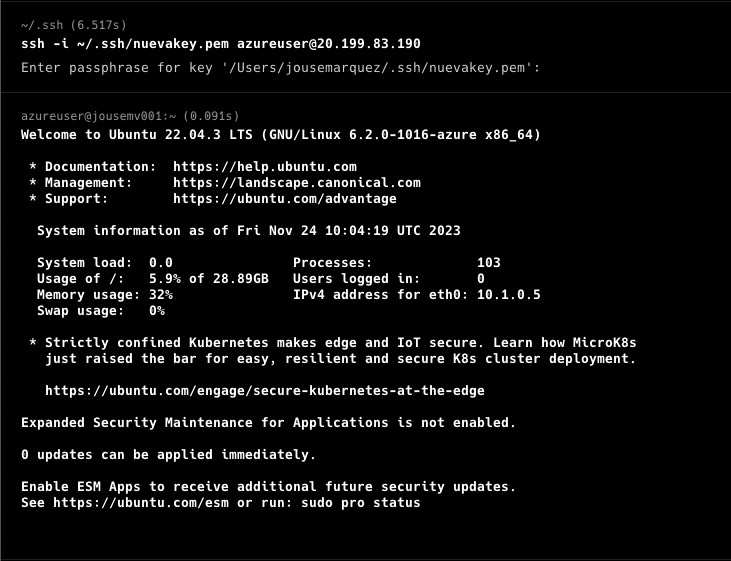 ~/.ssh (6.517s)
ssh -i ~/.ssh/nuevakey.pem azureuser@20.199.83.190
Enter passphrase for key '/Users/jousemarquez/.ssh/nuevakey.pem':
azureuser@jousemv001:~ (0.091s)
Welcome to Ubuntu 22.04.3 LTS (GNU/Linux 6.2.0-1016-azure x86_64)
* Documentation:  https://help.ubuntu.com
* Management:     https://landscape.canonical.com
* Support:        https://ubuntu.com/advantage
System information as of Fri Nov 24 10:04:19 UTC 2023
System load:  0.0               Processes:             103
Usage of /:   5.9% of 28.89GB   Users logged in:       0
Memory usage: 32%               IPv4 address for eth0: 10.1.0.5
Swap usage:   0%
* Strictly confined Kubernetes makes edge and IoT secure. Learn how MicroK8s
just raised the bar for easy, resilient and secure K8s cluster deployment.
https://ubuntu.com/engage/secure-kubernetes-at-the-edge
Expanded Security Maintenance for Applications is not enabled.
0 updates can be applied immediately.
Enable ESM Apps to receive additional future security updates.
See https://ubuntu.com/esm or run: sudo pro status